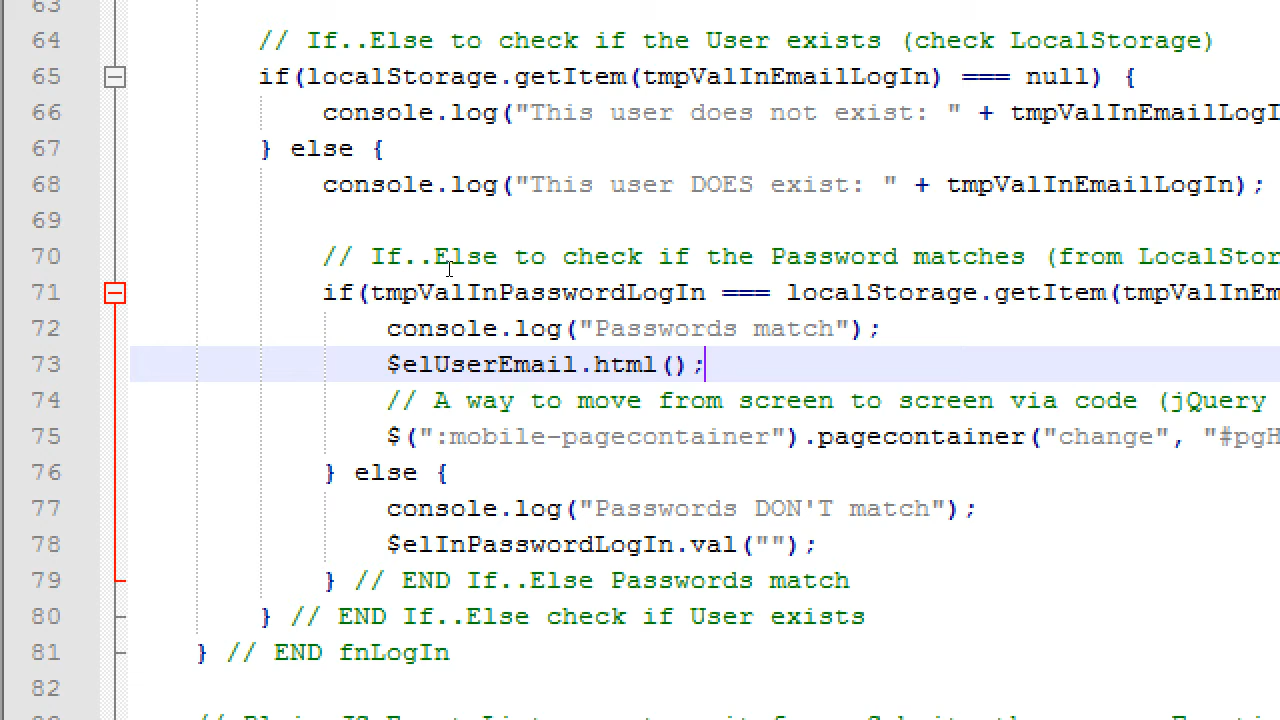 63
64 // If..Else to check if the User exists (check LocalStorage)
65 if(localStorage.getItem(tmpValInEmailLogIn) === null) {
66 console.log("This user does not exist: " + tmpValInEmailLogI
67 } else {
68 console.log("This user DOES exist: " + tmpValInEmailLogIn);
69
70 // If..Else to check if the Password matches (from LocalStor
71 if(tmpValInPasswordLogIn === localStorage.getItem(tmpValInEm
72 console.log("Passwords match");
73 $elUserEmail.html();
74 // A way to move from screen to screen via code (jQuery
75 $(":mobile-pagecontainer").pagecontainer("change", "#pgH
76 } else {
77 console.log("Passwords DON'T match");
78 $elInPasswordLogIn.val("");
79 } // END If..Else Passwords match
80 } // END If..Else check if User exists
81 } // END fnLogIn
82